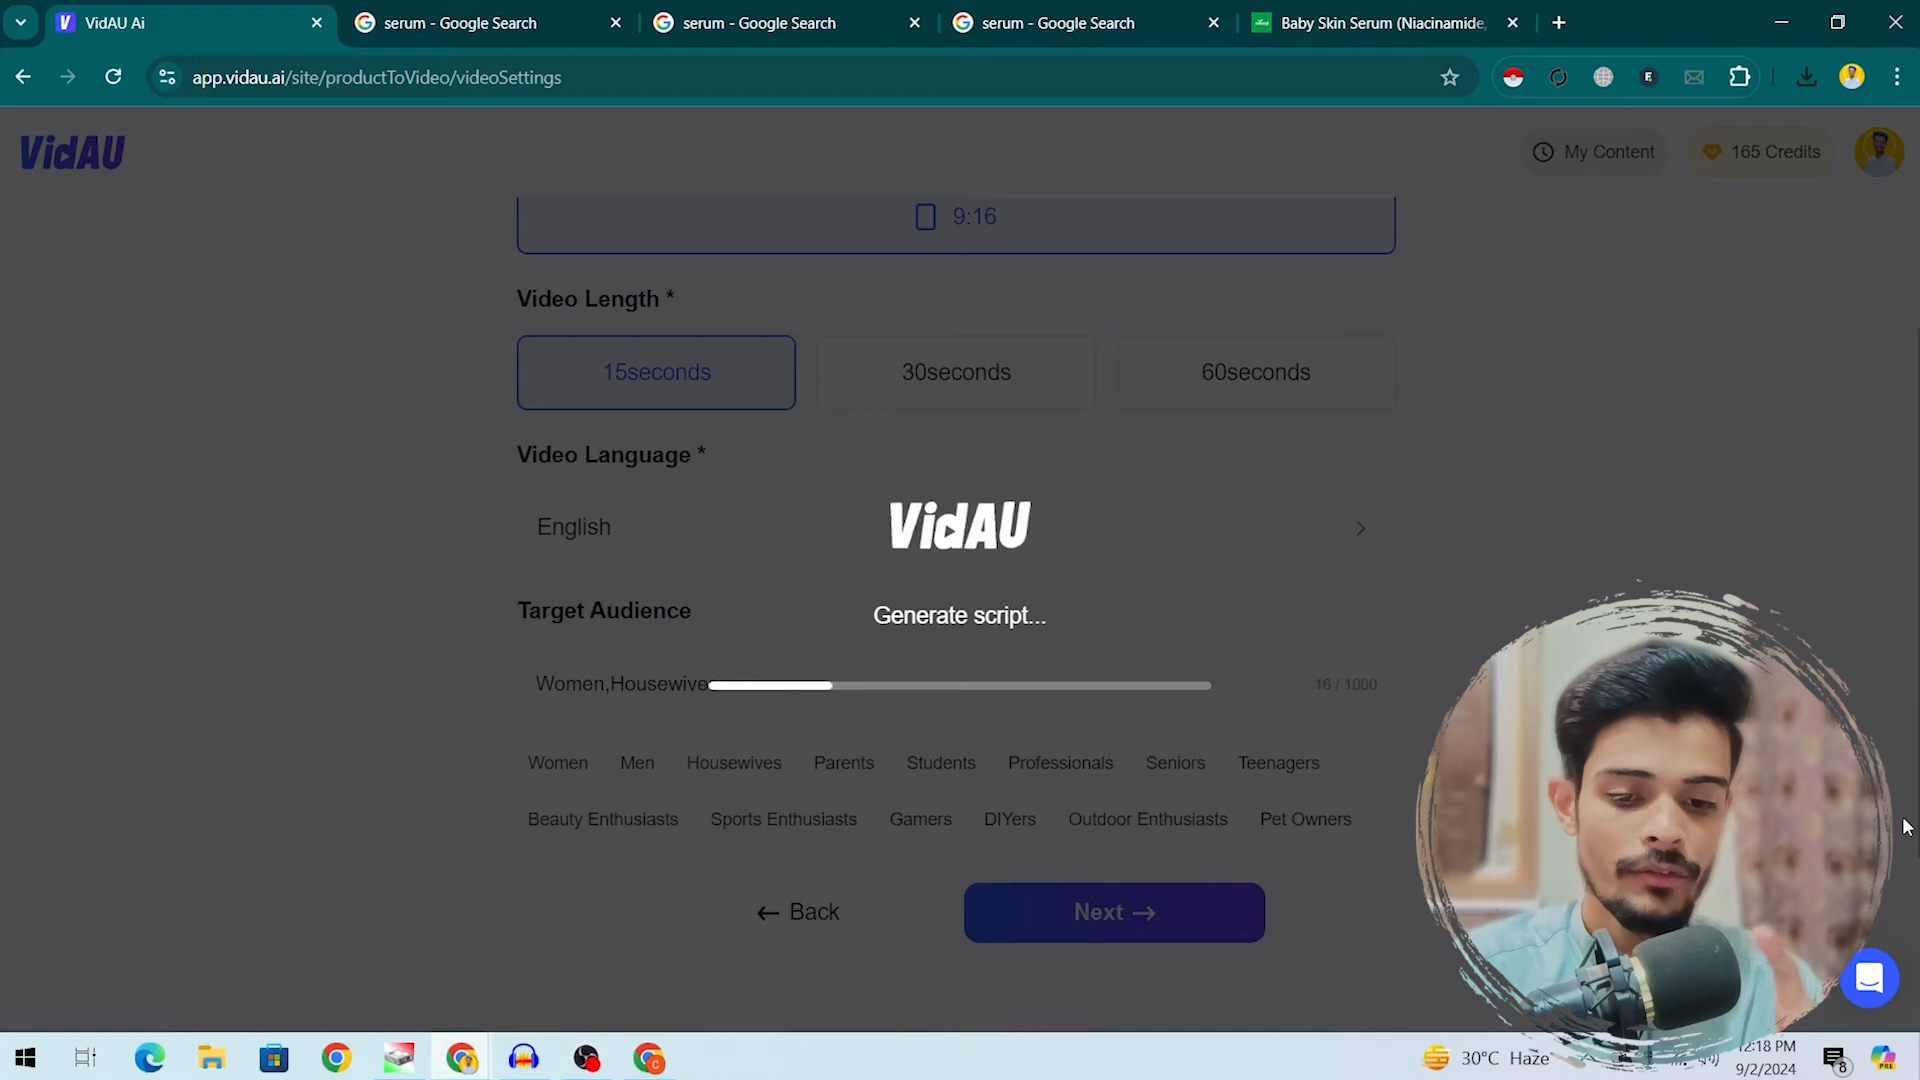 VidAU Ai
serum - Google Search
serum - Google Search
serum - Google Search
Baby Skin Serum (Niacinamide,
app.vidau.ai/site/productToVideo/videoSettings
VidAU
My Content
165 Credits
9:16
Video Length *
15seconds
30seconds
60seconds
Video Language *
English
VidAU
Generate script...
Target Audience
Women,Housewive
16 / 1000
Women
Men
Housewives
Parents
Students
Professionals
Seniors
Teenagers
Beauty Enthusiasts
Sports Enthusiasts
Gamers
DIYers
Outdoor Enthusiasts
Pet Owners
← Back
Next →
30°C Haze
12:18 PM
9/2/2024
8
PRE